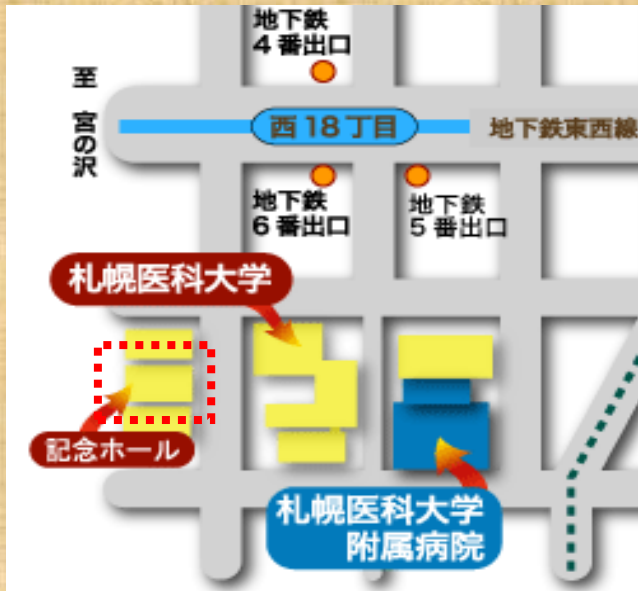 地下鉄
4番出口
至 宮の沢
西18丁目
地下鉄東西線
地下鉄
6番出口
地下鉄
5番出口
札幌医科大学
記念ホール
札幌医科大学
附属病院